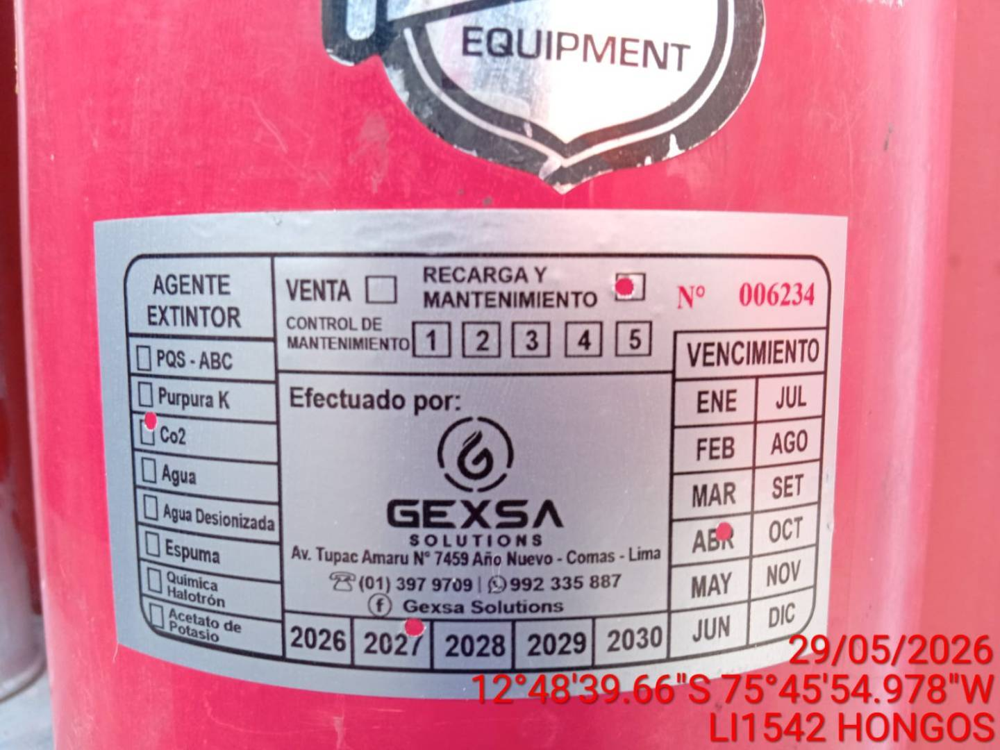 EQUIPMENT
AGENTE
EXTINTOR
PQS - ABC
Purpura K
Co2
Agua
Agua Desionizada
Espuma
Quimica
Halotrón
Acetato de
Potasio
VENTA
RECARGA Y
MANTENIMIENTO
Nº 006234
CONTROL DE
MANTENIMIENTO 1 2 3 4 5
Efectuado por:
GEXSA
SOLUTIONS
Av. Tupac Amaru N° 7459 Año Nuevo - Comas - Lima
(01) 397 9709 | 992 335 887
Gexsa Solutions
2026 2027 2028 2029 2030
VENCIMIENTO
ENE JUL
FEB AGO
MAR SET
ABR OCT
MAY NOV
JUN DIC
29/05/2026
12°48'39.66"S 75°45'54.978"W
LI1542 HONGOS